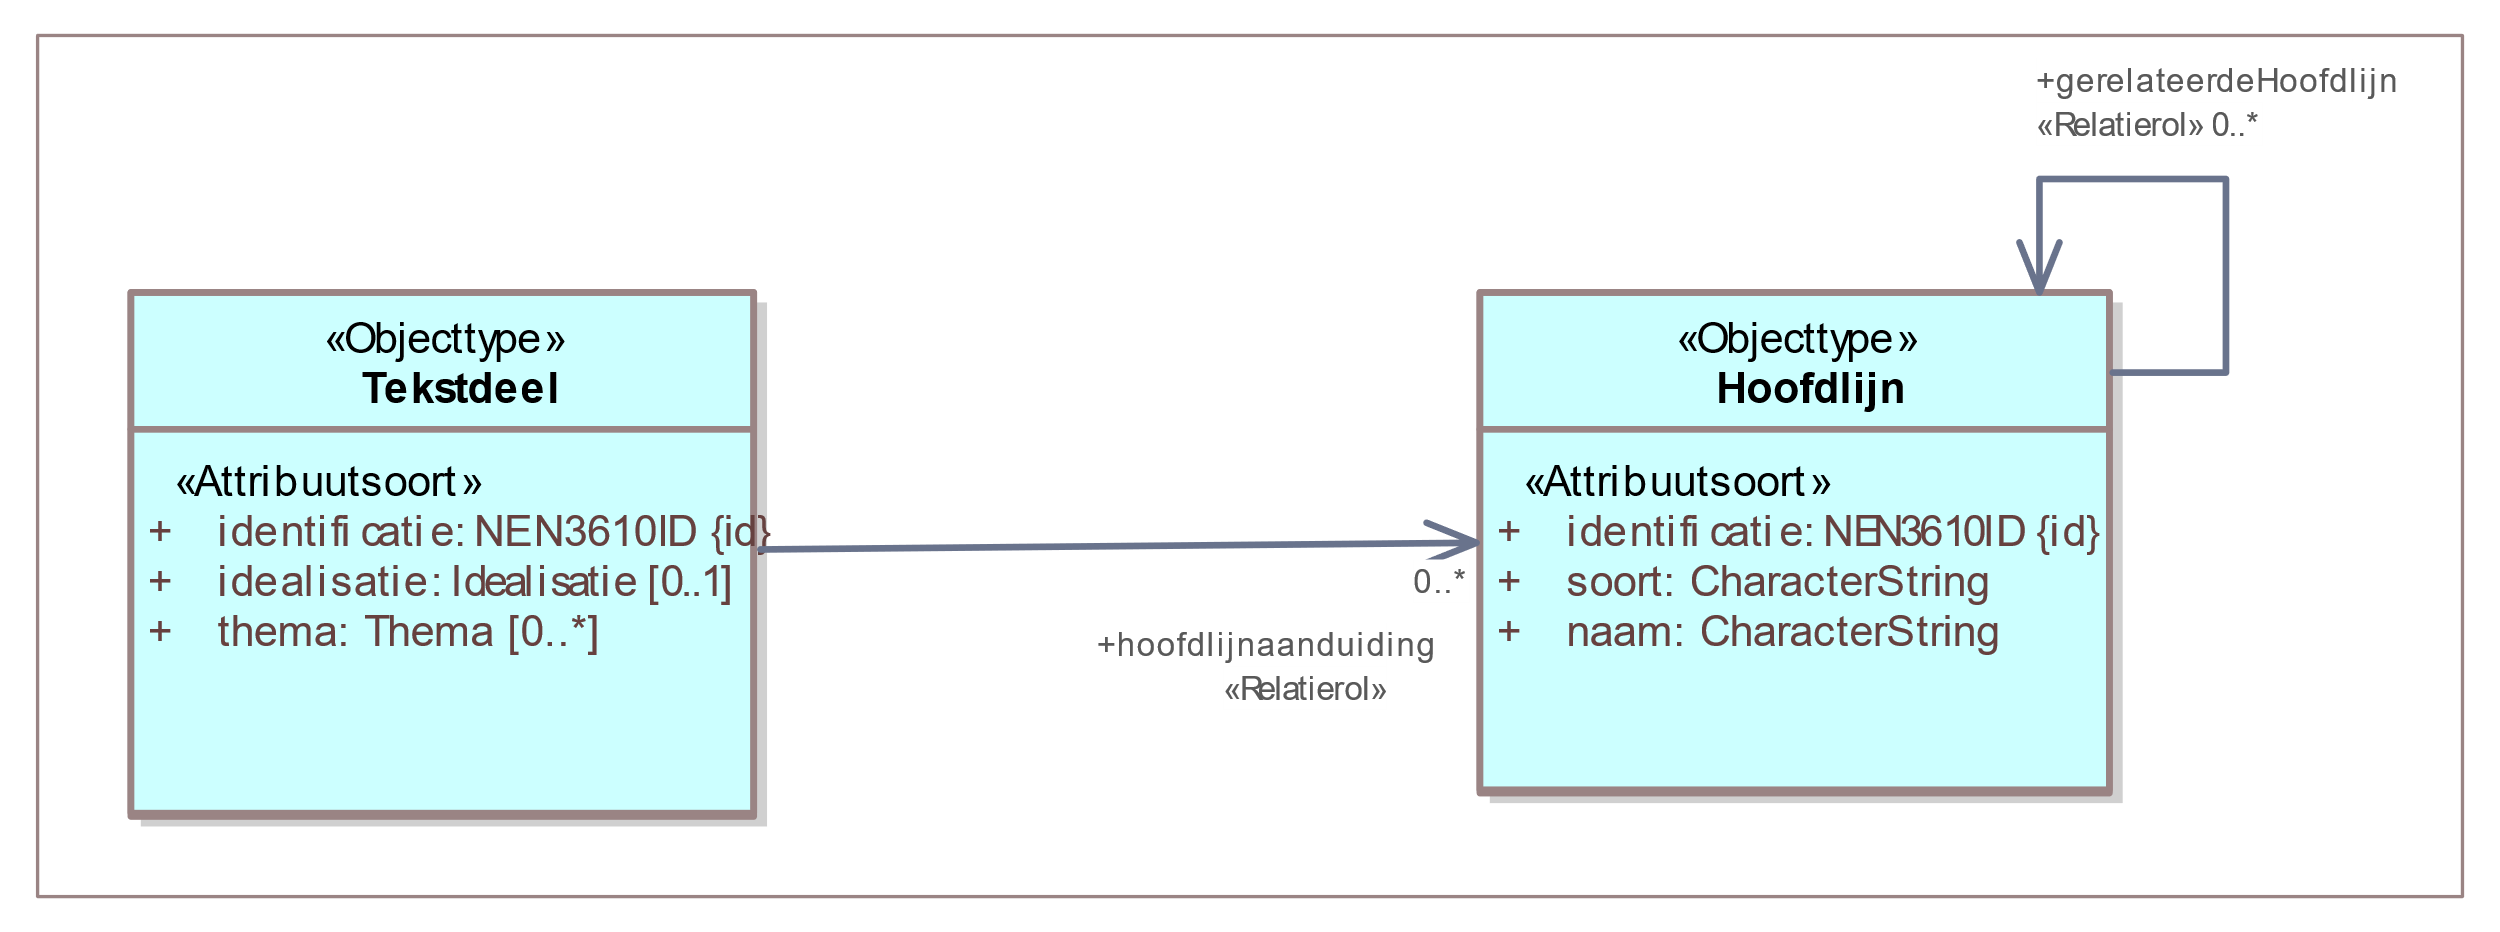 +gerelateerdeHoofdlijn
«Relatierol» 0..*
«Objecttype»
Tekstdeel
«Attribuutsoort»
+ identificatie: NEN3610ID {id}
+ idealisatie: Idealisatie [0..1]
+ thema: Thema [0..*]
«Objecttype»
Hoofdlijn
«Attribuutsoort»
+ identificatie: NEN3610ID {id}
+ soort: CharacterString
+ naam: CharacterString
0..*
+hoofdlijnaanduiding
«Relatierol»